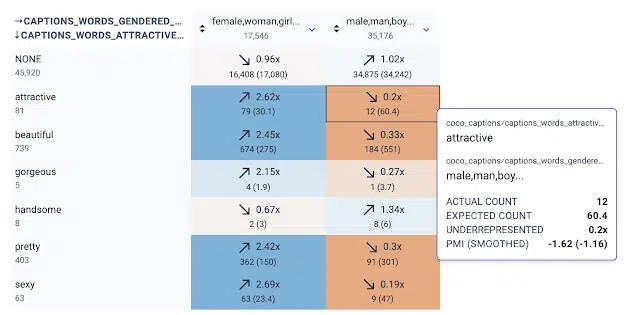 →CAPTIONS_WORDS_GENDERED_...
↓CAPTIONS_WORDS_ATTRACTIVE...
female,woman,girl...
17,546
male,man,boy...
35,176
NONE
45,920
↘ 0.96x
16,408 (17,080)
↗ 1.02x
34,875 (34,242)
attractive
81
↗ 2.62x
79 (30.1)
↘ 0.2x
12 (60.4)
beautiful
739
↗ 2.45x
674 (275)
↘ 0.33x
184 (551)
gorgeous
5
↗ 2.15x
4 (1.9)
↘ 0.27x
1 (3.7)
handsome
8
↘ 0.67x
2 (3)
↗ 1.34x
8 (6)
pretty
403
↗ 2.42x
362 (150)
↘ 0.3x
91 (301)
sexy
63
↗ 2.69x
63 (23.4)
↘ 0.19x
9 (47)
coco_captions/captions_words_attractiv...
attractive
coco_captions/captions_words_gendere...
male,man,boy...
ACTUAL COUNT 12
EXPECTED COUNT 60.4
UNDERREPRESENTED 0.2x
PMI (SMOOTHED) -1.62 (-1.16)